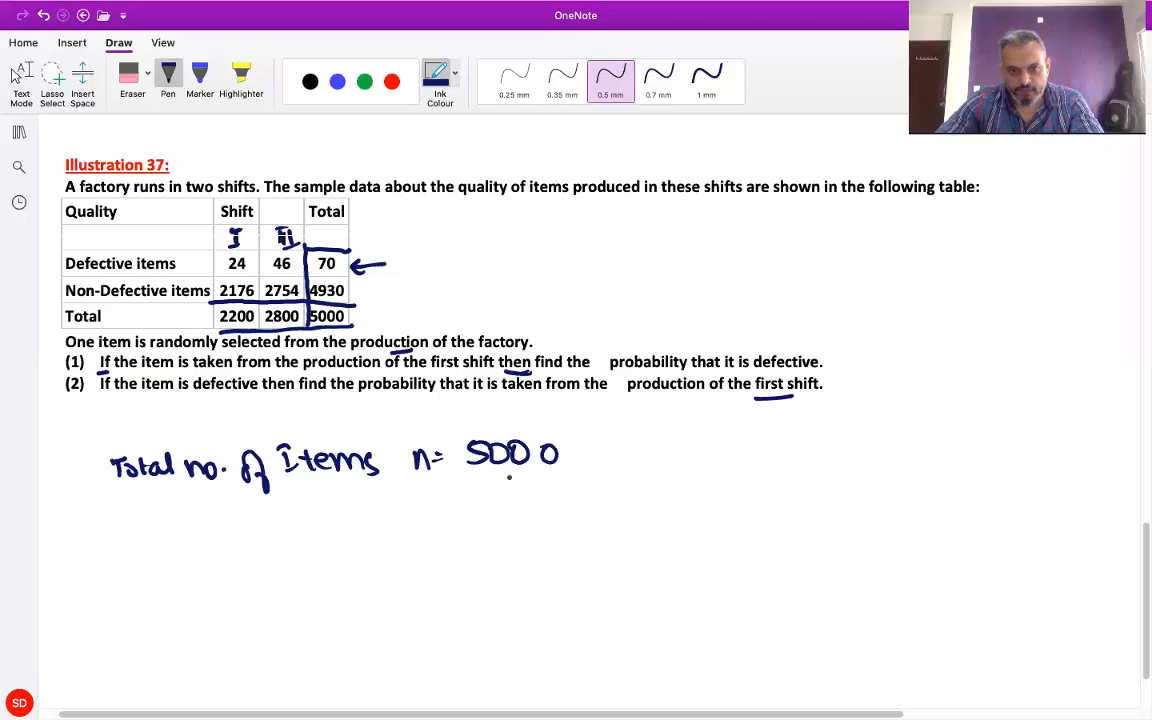 OneNote
Home Insert Draw View
Text Mode
Lasso Select
Insert Space
Eraser
Pen
Marker
Highlighter
Ink Colour
0.25 mm
0.35 mm
0.5 mm
0.7 mm
1 mm
Illustration 37:
A factory runs in two shifts. The sample data about the quality of items produced in these shifts are shown in the following table:
Quality Shift Total
I II
Defective items 24 46 70
Non-Defective items 2176 2754 4930
Total 2200 2800 5000
One item is randomly selected from the production of the factory.
(1) If the item is taken from the production of the first shift then find the probability that it is defective.
(2) If the item is defective then find the probability that it is taken from the production of the first shift.
Total no. of Items n = 5000
SD